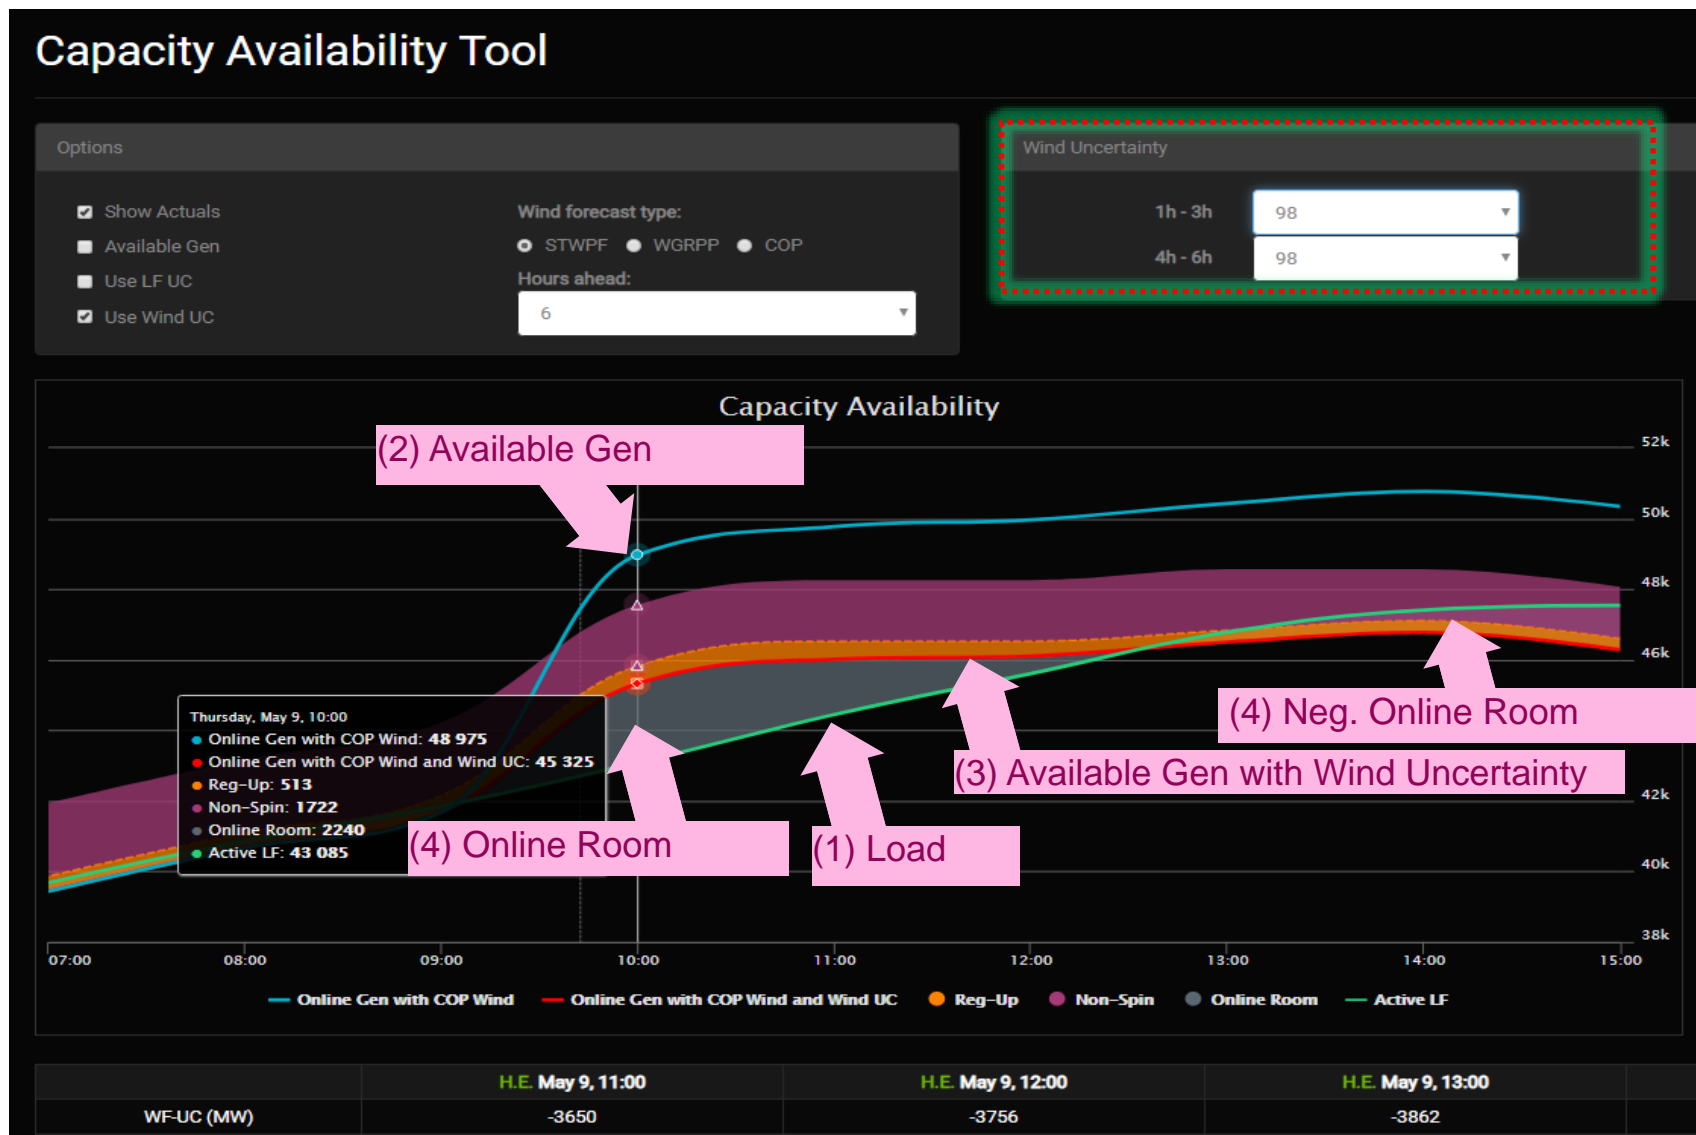 Capacity Availability Tool
Options
Show Actuals
Available Gen
Use LF UC
Use Wind UC
Wind forecast type:
STWPF WGRPP COP
Hours ahead:
6
Wind Uncertainty
1h - 3h 98
4h - 6h 98
Capacity Availability
(2) Available Gen
52k
50k
48k
46k
42k
40k
38k
(4) Neg. Online Room
(3) Available Gen with Wind Uncertainty
(4) Online Room
(1) Load
Thursday, May 9, 10:00
Online Gen with COP Wind: 48 975
Online Gen with COP Wind and Wind UC: 45 325
Reg-Up: 513
Non-Spin: 1722
Online Room: 2240
Active LF: 43 085
07:00 08:00 09:00 10:00 11:00 12:00 13:00 14:00 15:00
Online Gen with COP Wind Online Gen with COP Wind and Wind UC Reg-Up Non-Spin Online Room Active LF
H.E. May 9, 11:00 H.E. May 9, 12:00 H.E. May 9, 13:00
WF-UC (MW) -3650 -3756 -3862